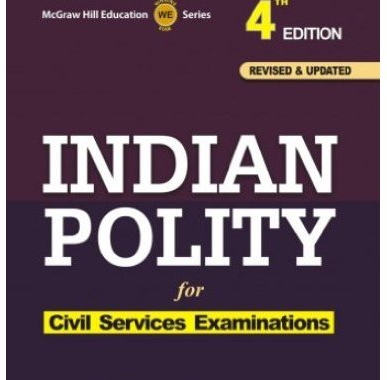 McGraw Hill Education WE Series
4TH EDITION
REVISED & UPDATED
INDIAN
POLITY
for
Civil Services Examinations